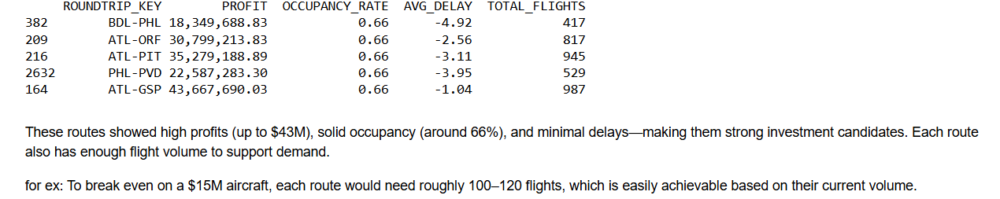 ROUNDTRIP_KEY PROFIT OCCUPANCY_RATE AVG_DELAY TOTAL_FLIGHTS
382 BDL-PHL 18,349,688.83 0.66 -4.92 417
209 ATL-ORF 30,799,213.83 0.66 -2.56 817
216 ATL-PIT 35,279,188.89 0.66 -3.11 945
2632 PHL-PVD 22,587,283.30 0.66 -3.95 529
164 ATL-GSP 43,667,690.03 0.66 -1.04 987
These routes showed high profits (up to $43M), solid occupancy (around 66%), and minimal delays—making them strong investment candidates. Each route
also has enough flight volume to support demand.
for ex: To break even on a $15M aircraft, each route would need roughly 100–120 flights, which is easily achievable based on their current volume.